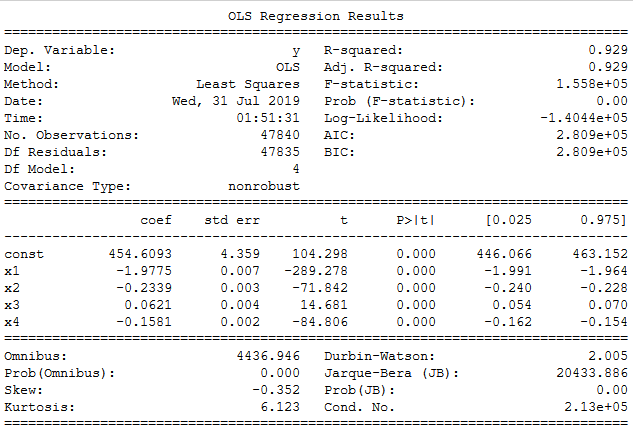 OLS Regression Results
Dep. Variable: y R-squared: 0.929
Model: OLS Adj. R-squared: 0.929
Method: Least Squares F-statistic: 1.558e+05
Date: Wed, 31 Jul 2019 Prob (F-statistic): 0.00
Time: 01:51:31 Log-Likelihood: -1.4044e+05
No. Observations: 47840 AIC: 2.809e+05
Df Residuals: 47835 BIC: 2.809e+05
Df Model: 4
Covariance Type: nonrobust
coef std err t P>|t| [0.025 0.975]
const 454.6093 4.359 104.298 0.000 446.066 463.152
x1 -1.9775 0.007 -289.278 0.000 -1.991 -1.964
x2 -0.2339 0.003 -71.842 0.000 -0.240 -0.228
x3 0.0621 0.004 14.681 0.000 0.054 0.070
x4 -0.1581 0.002 -84.806 0.000 -0.162 -0.154
Omnibus: 4436.946 Durbin-Watson: 2.005
Prob(Omnibus): 0.000 Jarque-Bera (JB): 20433.886
Skew: -0.352 Prob(JB): 0.00
Kurtosis: 6.123 Cond. No. 2.13e+05